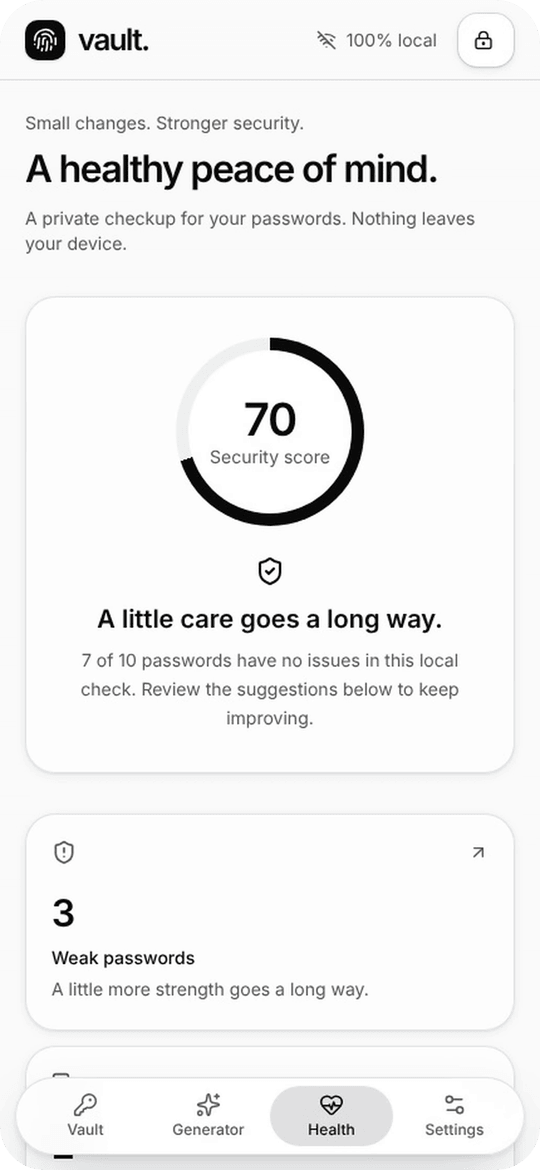 vault.
100% local
Small changes. Stronger security.
A healthy peace of mind.
A private checkup for your passwords. Nothing leaves
your device.
70
Security score
A little care goes a long way.
7 of 10 passwords have no issues in this local
check. Review the suggestions below to keep
improving.
3
Weak passwords
A little more strength goes a long way.
Vault
Generator
Health
Settings